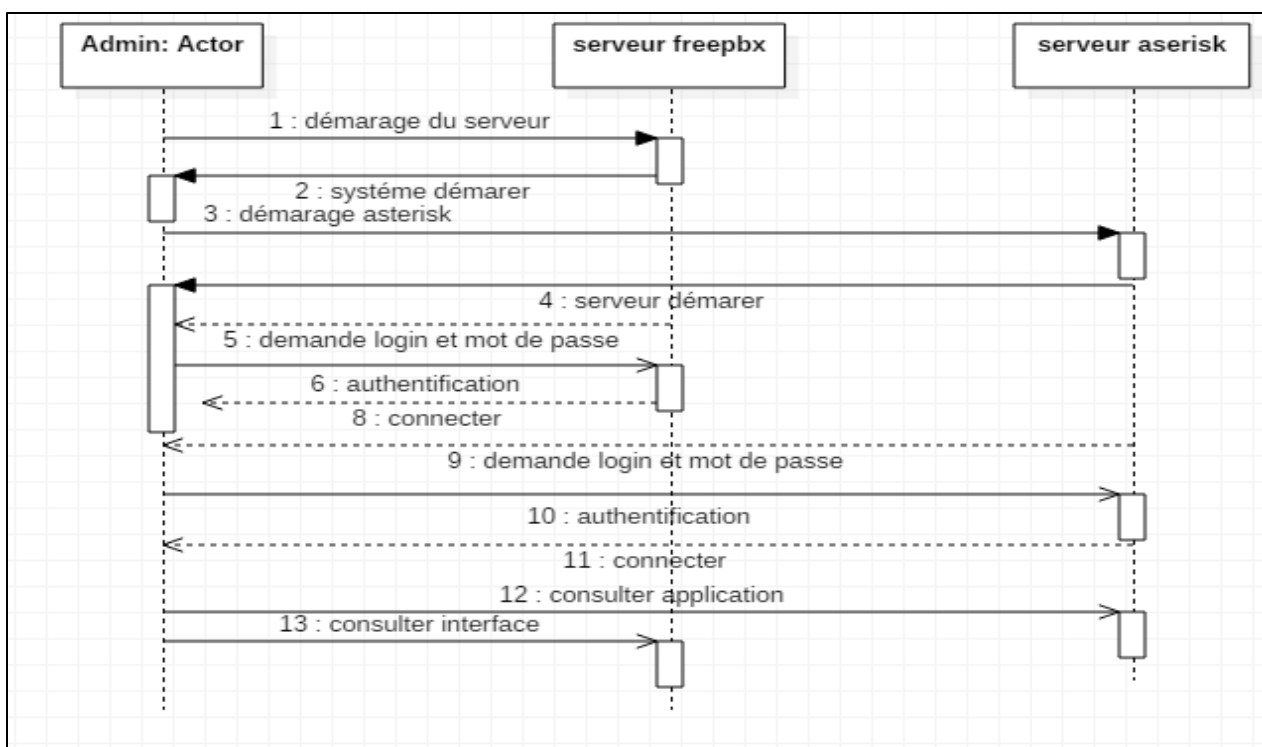 Admin: Actor
serveur freepbx
serveur aserisk
1 : démarage du serveur
2 : systéme démarer
3 : démarage asterisk
4 : serveur démarer
5 : demande login et mot de passe
6 : authentification
8 : connecter
9 : demande login et mot de passe
10 : authentification
11 : connecter
12 : consulter application
13 : consulter interface